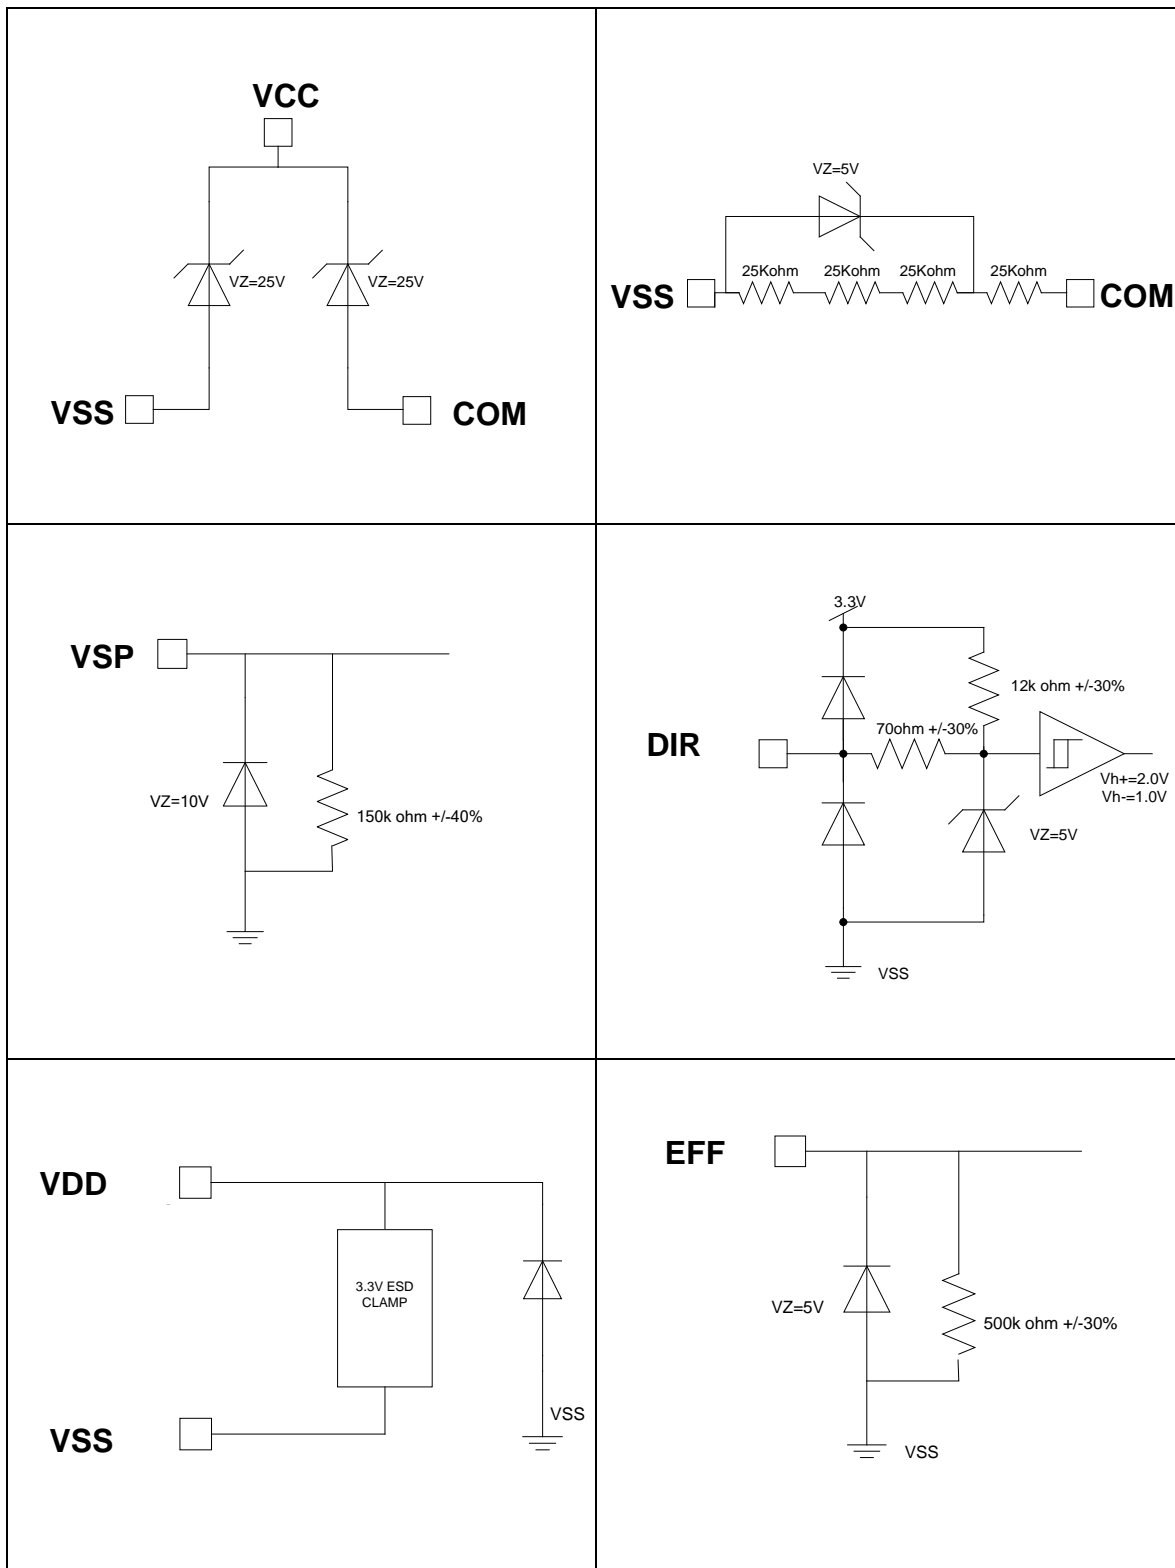 VCC
VZ=25V
VZ=25V
VSS
COM
VZ=5V
25Kohm
25Kohm
25Kohm
25Kohm
VSS
COM
VSP
VZ=10V
150k ohm +/-40%
3.3V
12k ohm +/-30%
70ohm +/-30%
DIR
Vh+=2.0V
Vh-=1.0V
VZ=5V
VSS
VDD
3.3V ESD
CLAMP
VSS
VSS
EFF
VZ=5V
500k ohm +/-30%
VSS